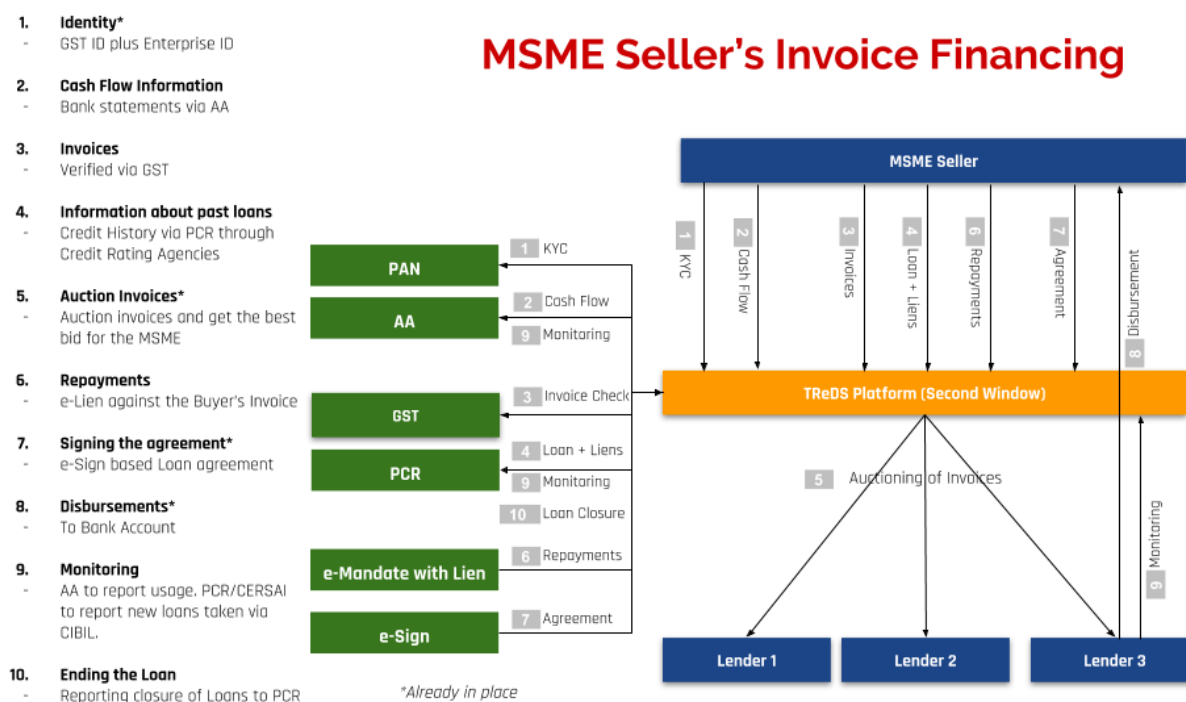 MSME Seller's Invoice Financing
1. Identity*
- GST ID plus Enterprise ID
2. Cash Flow Information
- Bank statements via AA
3. Invoices
- Verified via GST
4. Information about past loans
- Credit History via PCR through
Credit Rating Agencies
5. Auction Invoices*
- Auction invoices and get the best
bid for the MSME
6. Repayments
- e-Lien against the Buyer's Invoice
7. Signing the agreement*
- e-Sign based Loan agreement
8. Disbursements*
- To Bank Account
9. Monitoring
- AA to report usage. PCR/CERSAI
to report new loans taken via
CIBIL.
10. Ending the Loan
- Reporting closure of Loans to PCR
*Already in place
PAN
AA
GST
PCR
e-Mandate with Lien
e-Sign
1 KYC
2 Cash Flow
9 Monitoring
3 Invoice Check
4 Loan + Liens
9 Monitoring
10 Loan Closure
6 Repayments
7 Agreement
MSME Seller
1 KYC
2 Cash Flow
3 Invoices
4 Loan + Liens
6 Repayments
7 Agreement
8 Disbursement
TReDS Platform (Second Window)
5 Auctioning of Invoices
9 Monitoring
Lender 1
Lender 2
Lender 3